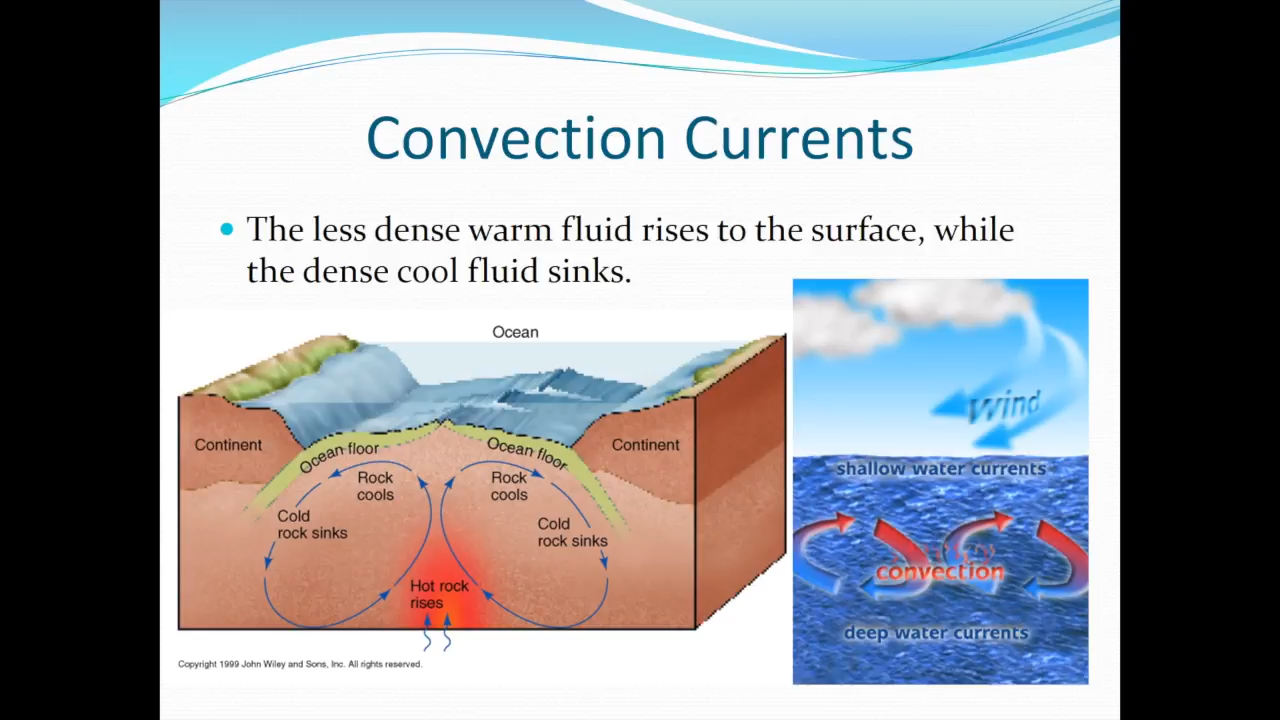 Convection Currents
The less dense warm fluid rises to the surface, while
the dense cool fluid sinks.
Ocean
Continent
Ocean floor
Ocean floor
Continent
Rock
cools
Rock
cools
Cold
rock sinks
Cold
rock sinks
Hot rock
rises
Copyright 1999 John Wiley and Sons, Inc. All rights reserved.
Wind
shallow water currents
convection
deep water currents